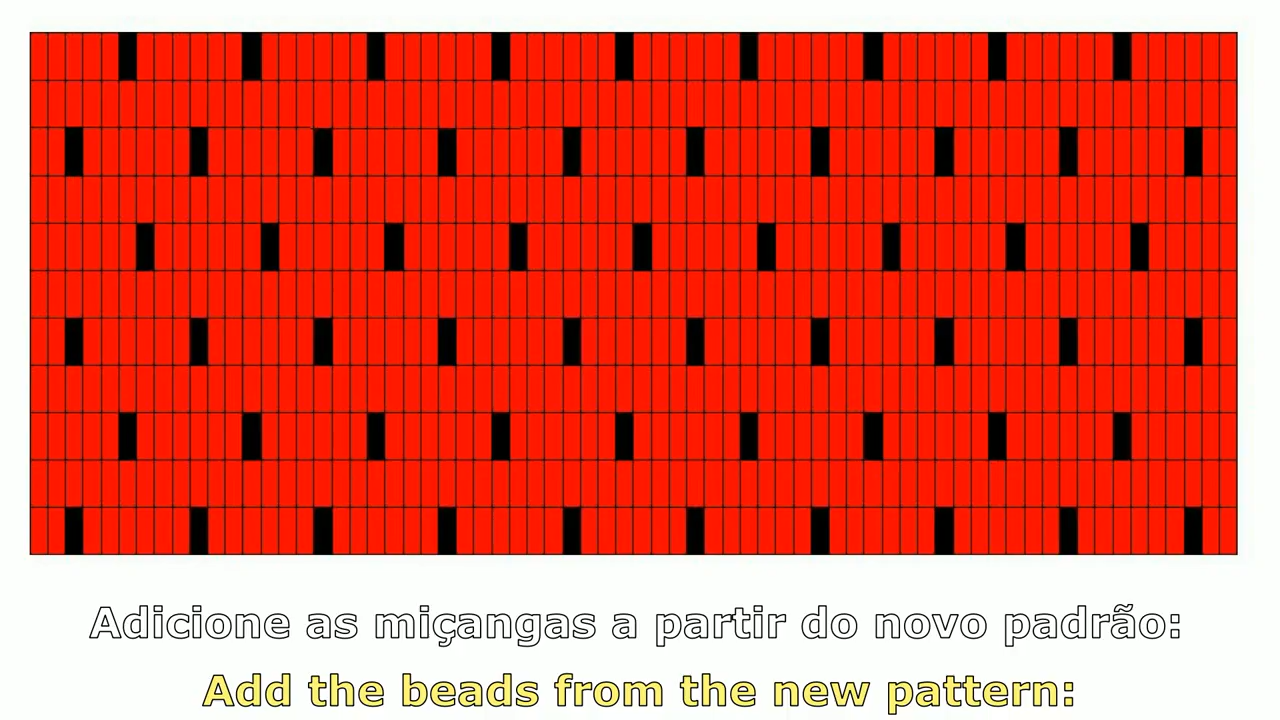 Adicione as miçangas a partir do novo padrão:
Add the beads from the new pattern: